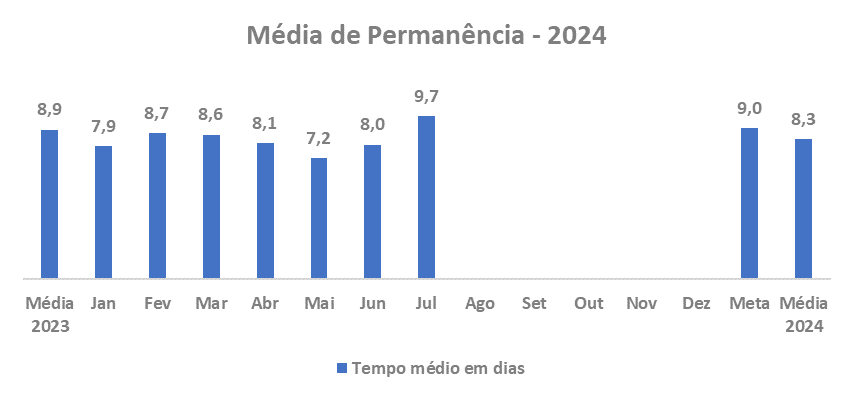 Média de Permanência - 2024
8,9
7,9
8,7
8,6
8,1
7,2
8,0
9,7
9,0
8,3
Média 2023
Jan
Fev
Mar
Abr
Mai
Jun
Jul
Ago
Set
Out
Nov
Dez
Meta
Média 2024
Tempo médio em dias